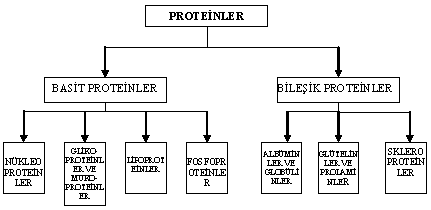 PROTEİNLER
BASİT PROTEİNLER
BİLEŞİK PROTEİNLER
NÜKLEO
PROTEİN
LER
GLİKO
PROTEİNL
ER VE
MUKO-
PROTEİNL
ER
LİPOPROT
EİNLER
FOSFOPR
OTEİNLE
R
ALBÜMİN
LER VE
GLOBÜLİ
NLER
GLÜTELİN
LER VE
PROLAMİ
NLER
SKLERO
PROTEİN
LER